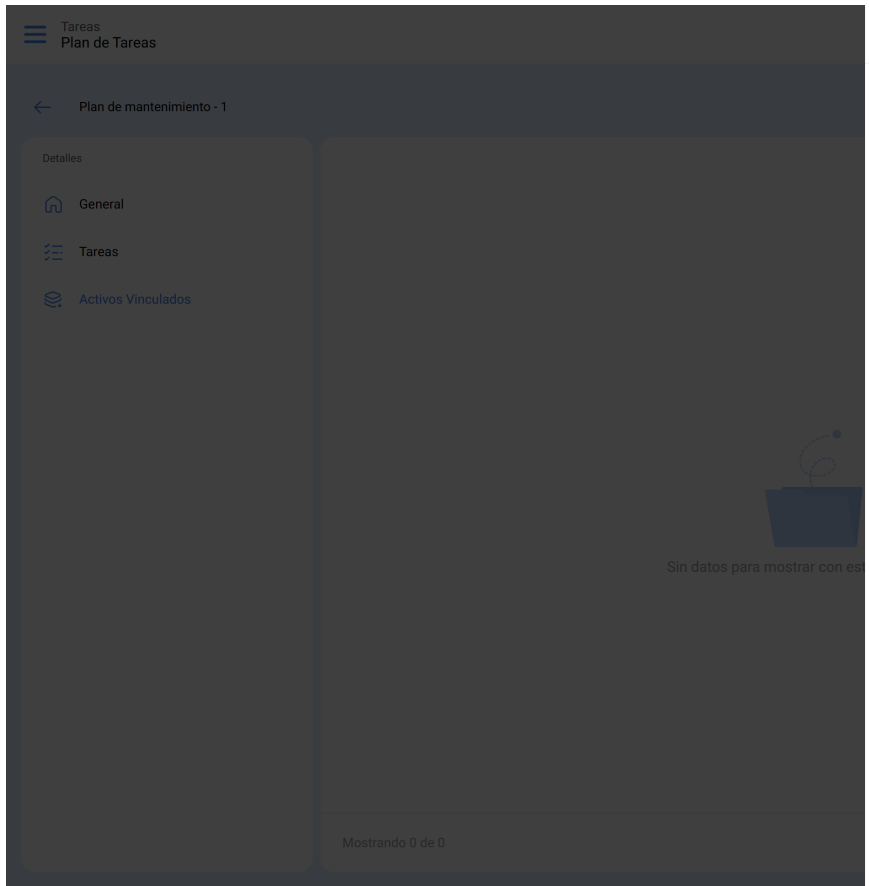 Tareas
Plan de Tareas
Plan de mantenimiento - 1
Detalles
General
Tareas
Activos Vinculados
Sin datos para mostrar con est
Mostrando 0 de 0